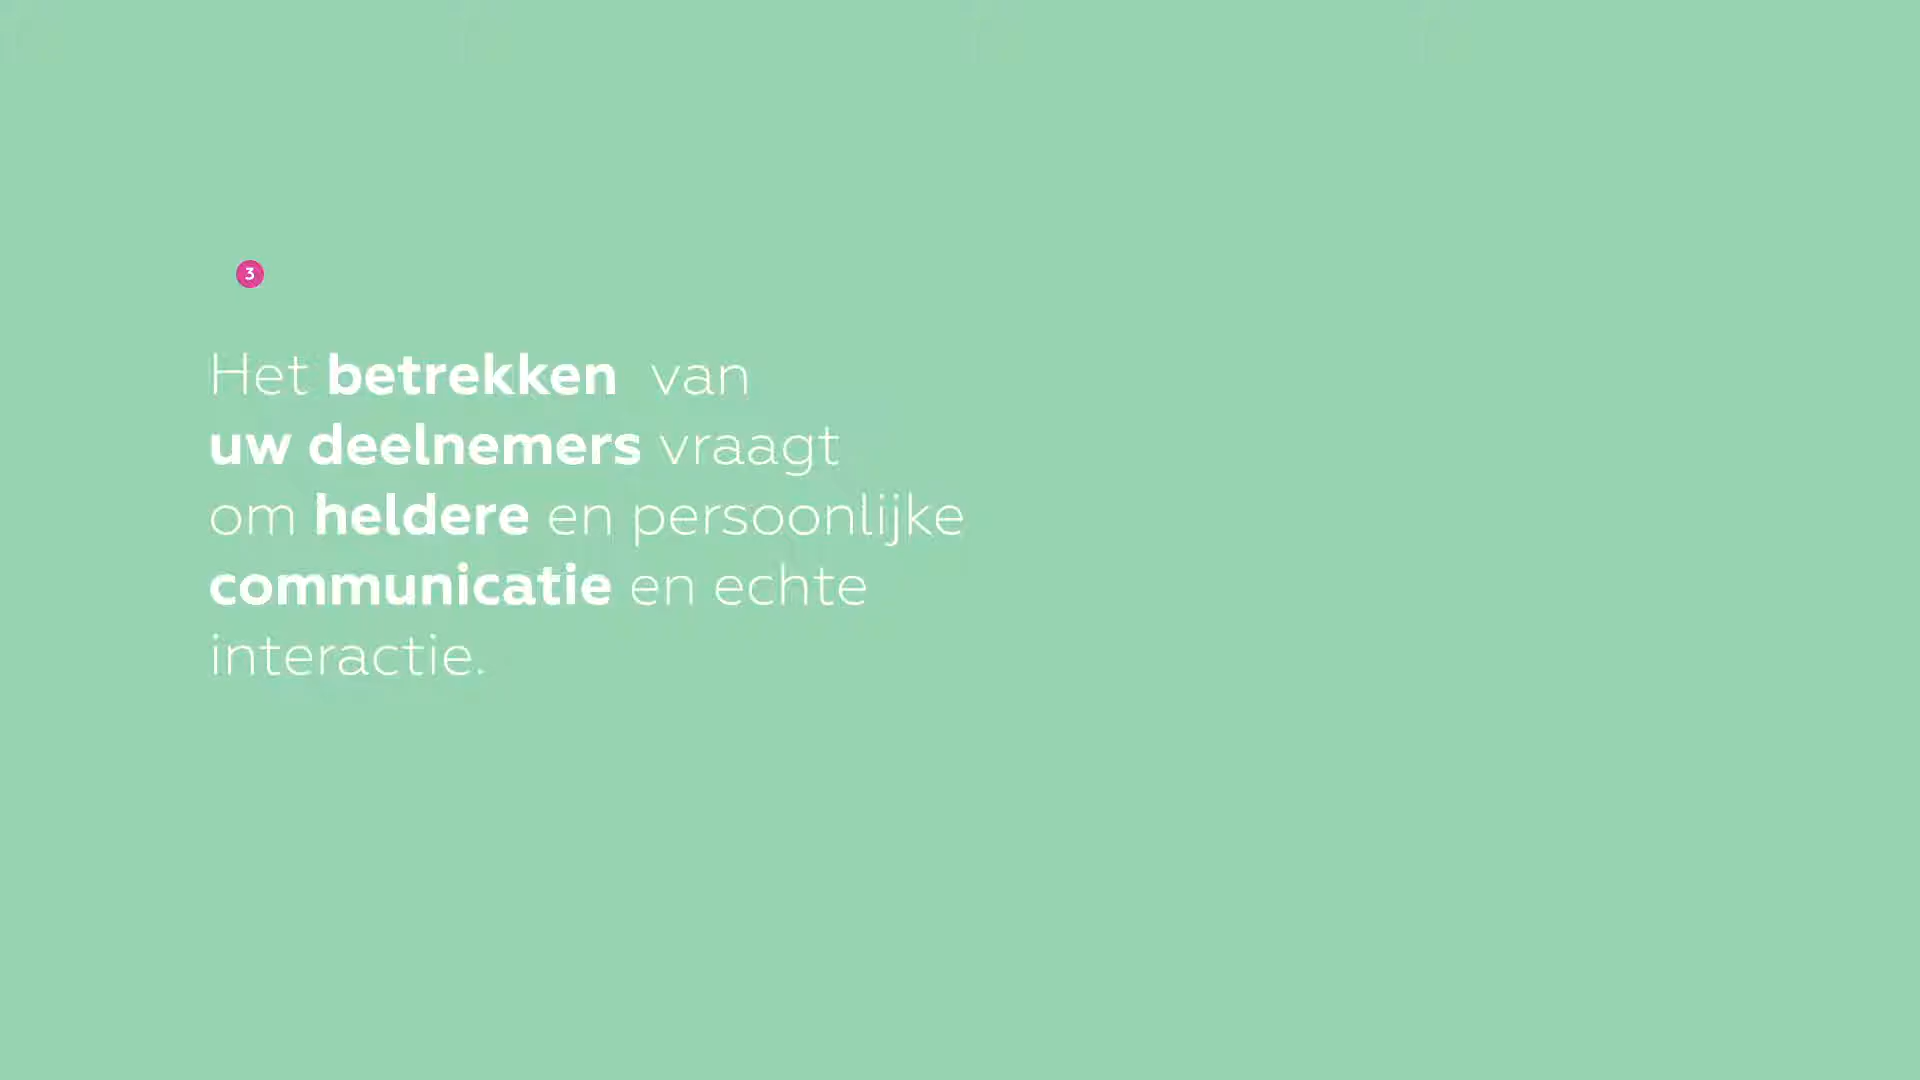 3
Het betrekken van
uw deelnemers vraagt
om heldere en persoonlijke
communicatie en echte
interactie.